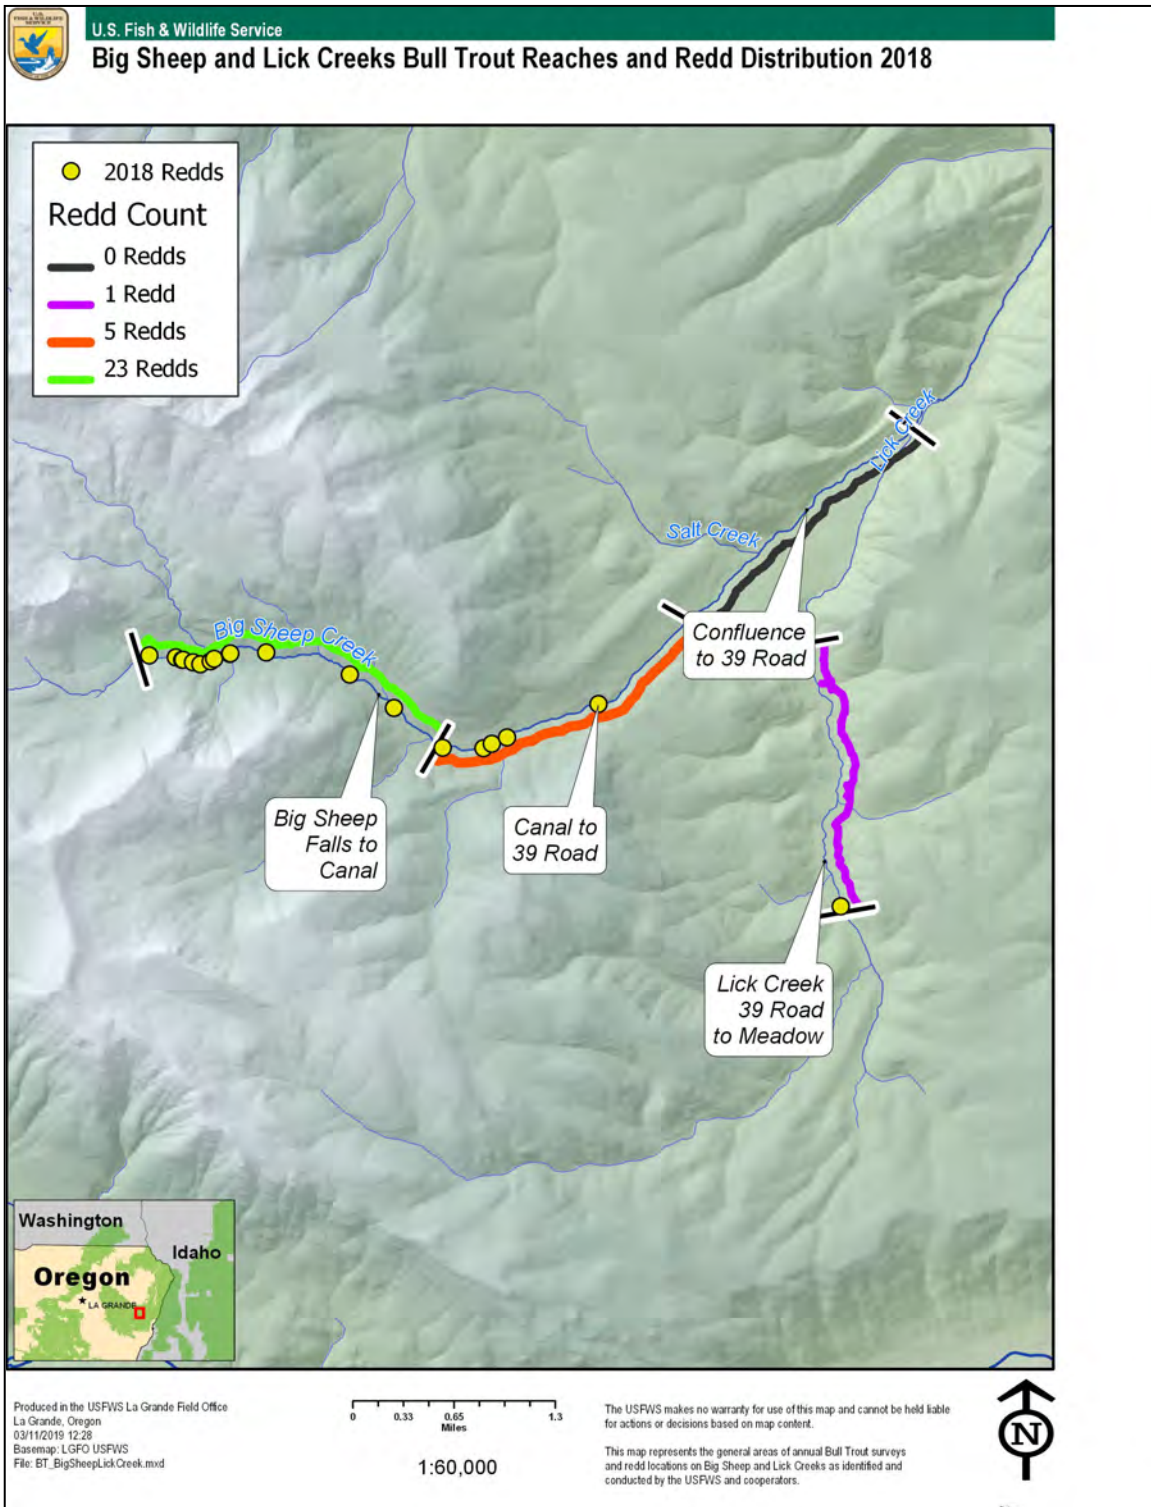 U.S.
FISH & WILDLIFE
SERVICE
U.S. Fish & Wildlife Service
Big Sheep and Lick Creeks Bull Trout Reaches and Redd Distribution 2018
2018 Redds
Redd Count
0 Redds
1 Redd
5 Redds
23 Redds
Lick Creek
Salt Creek
Big Sheep Creek
Confluence
to 39 Road
Big Sheep
Falls to
Canal
Canal to
39 Road
Lick Creek
39 Road
to Meadow
Washington
Idaho
Oregon
LA GRANDE
Produced in the USFWS La Grande Field Office
La Grande, Oregon
03/11/2019 12:28
Basemap: LGFO USFWS
File: BT_BigSheepLickCreek.mxd
0 0.33 0.65 1.3
Miles
1:60,000
The USFWS makes no warranty for use of this map and cannot be held liable
for actions or decisions based on map content.
This map represents the general areas of annual Bull Trout surveys
and redd locations on Big Sheep and Lick Creeks as identified and
conducted by the USFWS and cooperators.
N